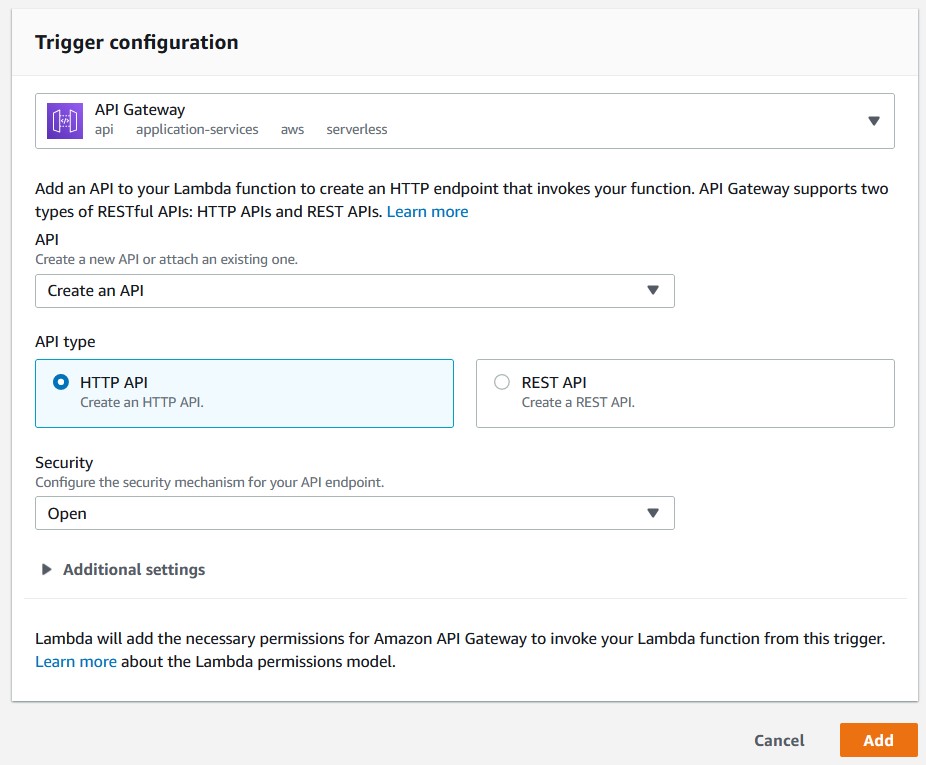 Trigger configuration
API Gateway
api application-services aws serverless
Add an API to your Lambda function to create an HTTP endpoint that invokes your function. API Gateway supports two
types of RESTful APIs: HTTP APIs and REST APIs. Learn more
API
Create a new API or attach an existing one.
Create an API
API type
HTTP API
Create an HTTP API.
REST API
Create a REST API.
Security
Configure the security mechanism for your API endpoint.
Open
Additional settings
Lambda will add the necessary permissions for Amazon API Gateway to invoke your Lambda function from this trigger.
Learn more about the Lambda permissions model.
Cancel Add